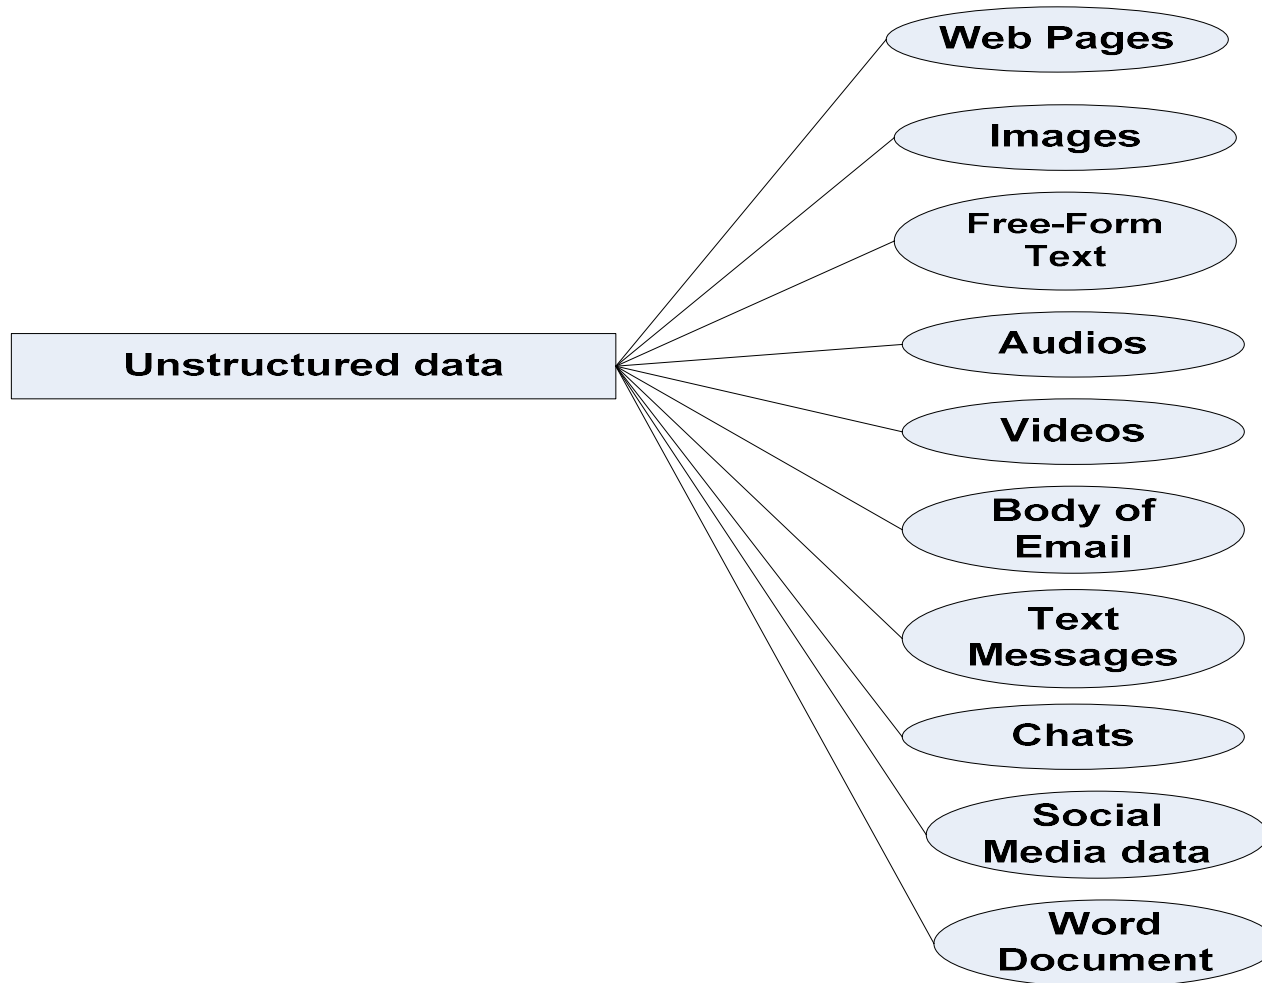 Web Pages
Images
Free-Form
Text
Audios
Unstructured data
Videos
Body of
Email
Text
Messages
Chats
Social
Media data
Word
Document